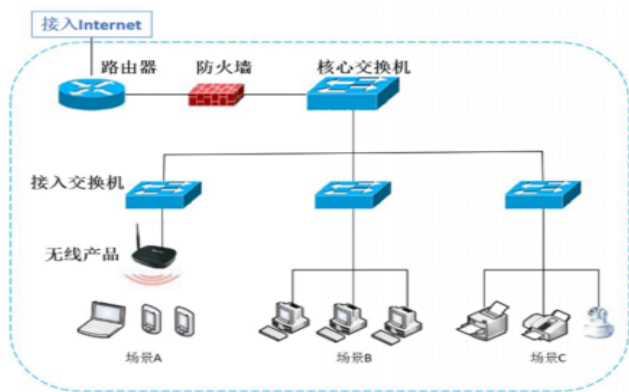 接入Internet
路由器
防火墙
核心交换机
接入交换机
无线产品
场景A
场景B
场景C